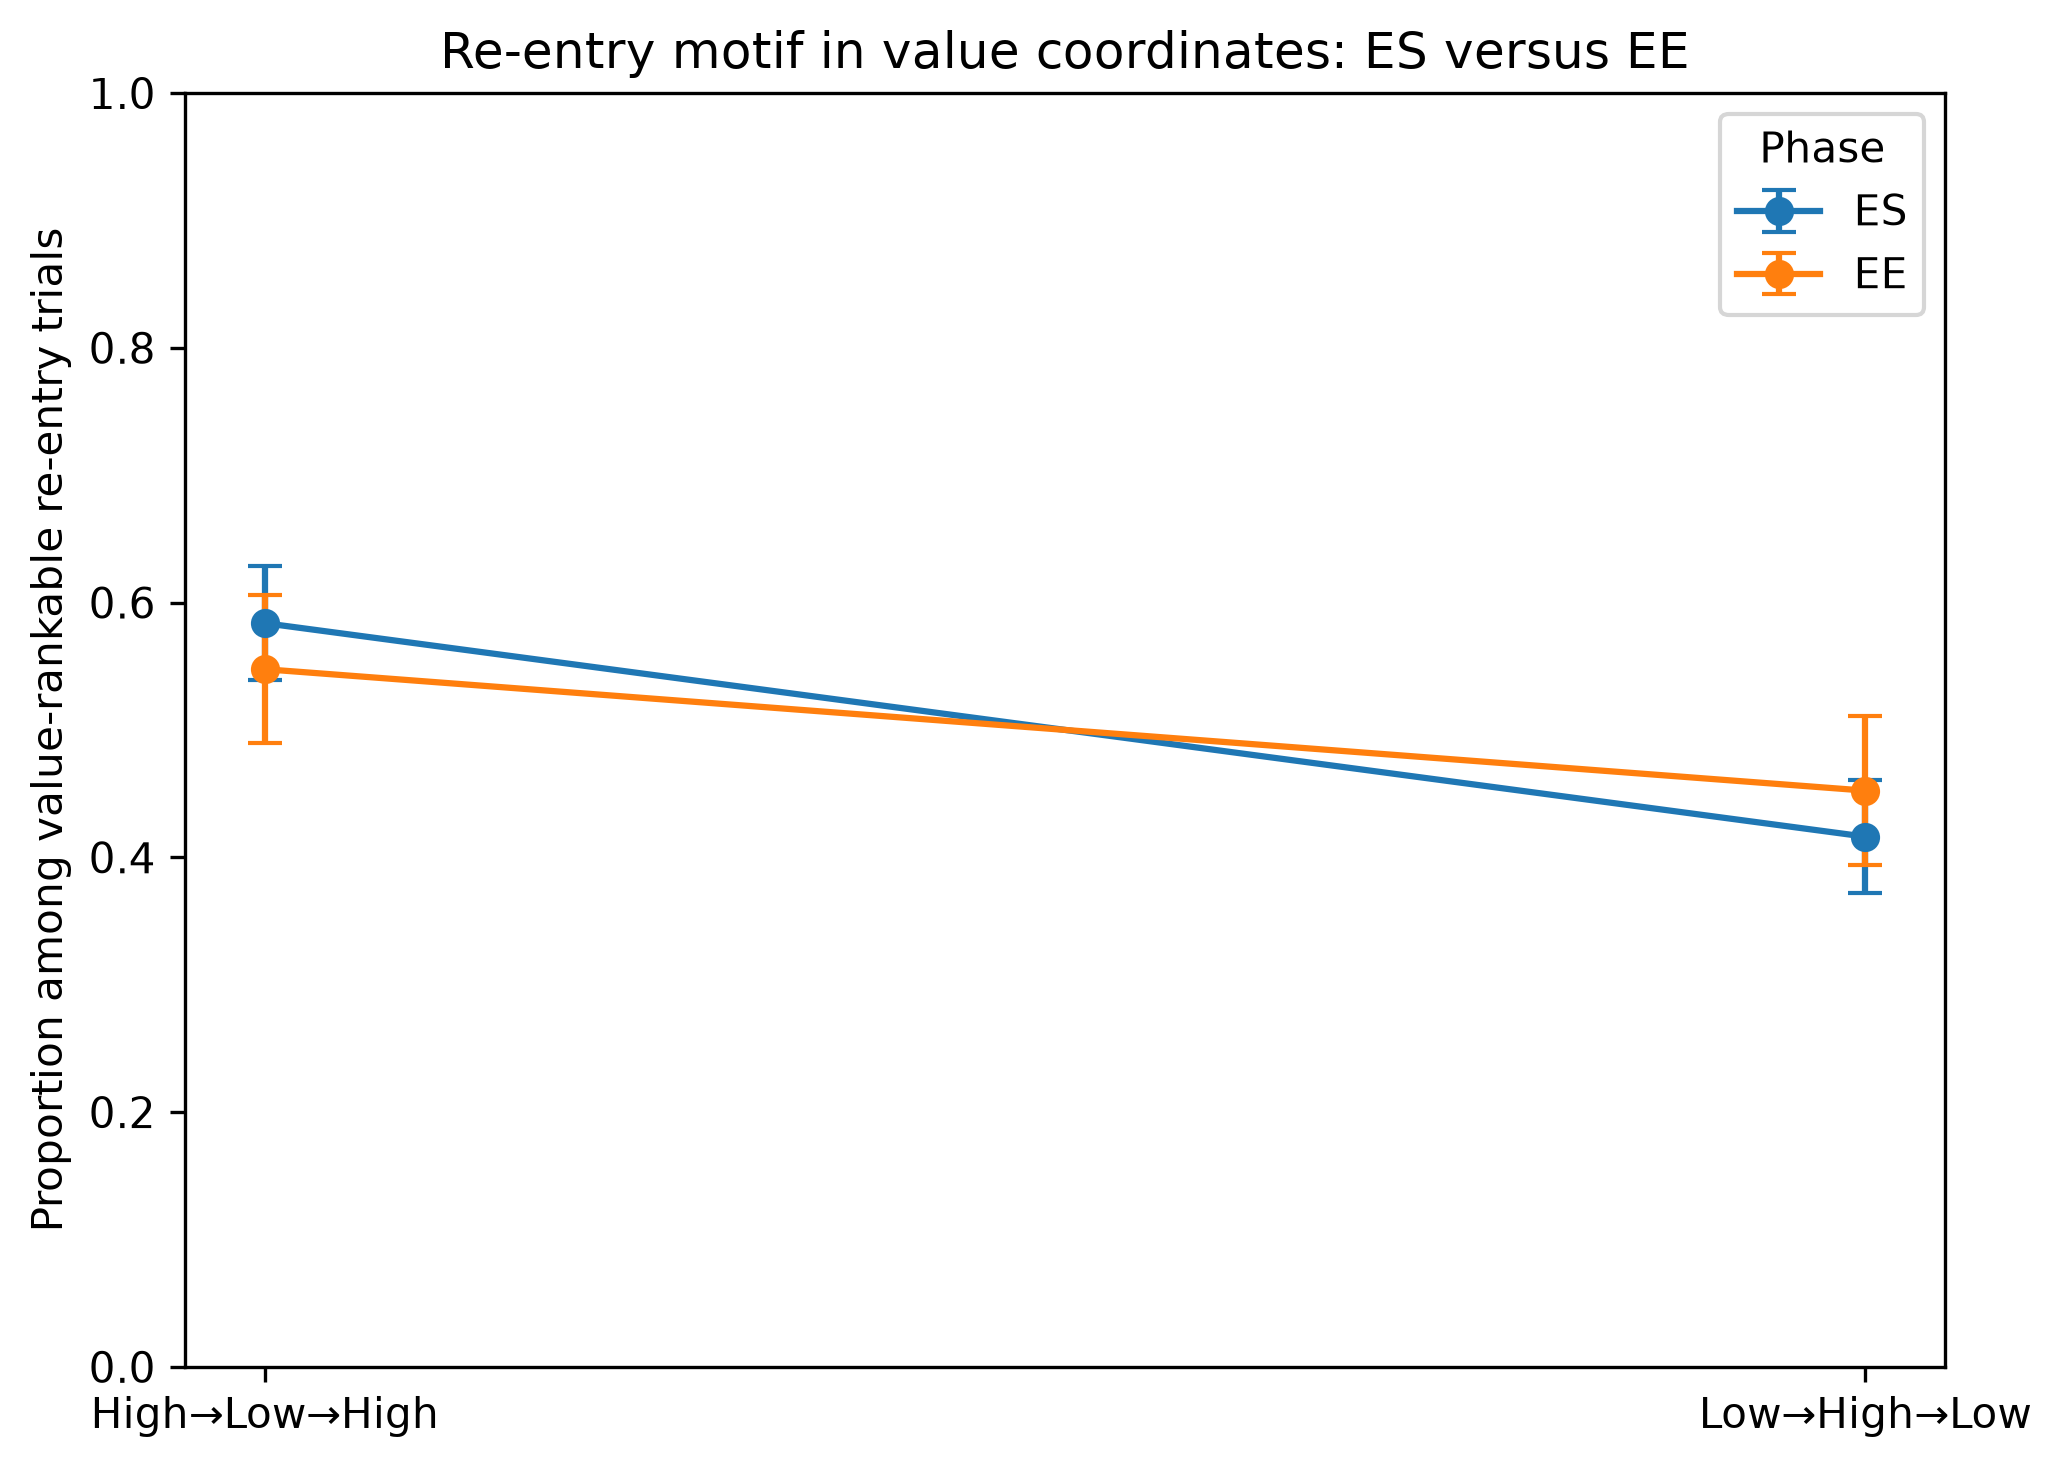 Re-entry motif in value coordinates: ES versus EE
Proportion among value-rankable re-entry trials
1.0
0.8
0.6
0.4
0.2
0.0
Phase
ES
EE
High→Low→High
Low→High→Low